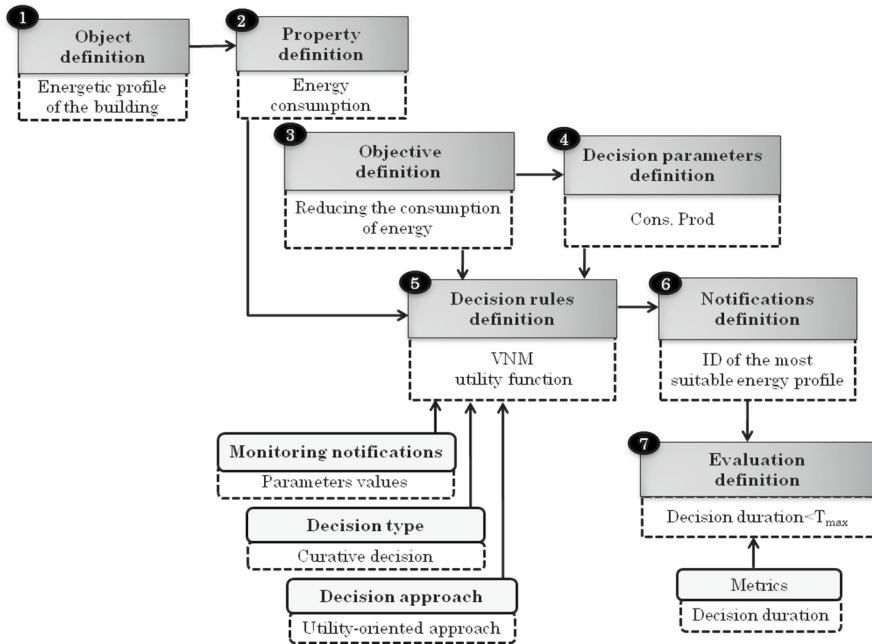 1
Object
definition
Energetic profile
of the building
2
Property
definition
Energy
consumption
3
Objective
definition
Reducing the consumption
of energy
4
Decision parameters
definition
Cons. Prod
5
Decision rules
definition
VNM
utility function
6
Notifications
definition
ID of the most
suitable energy profile
Monitoring notifications
Parameters values
Decision type
Curative decision
Decision approach
Utility-oriented approach
7
Evaluation
definition
Decision duration<Tmax
Metrics
Decision duration